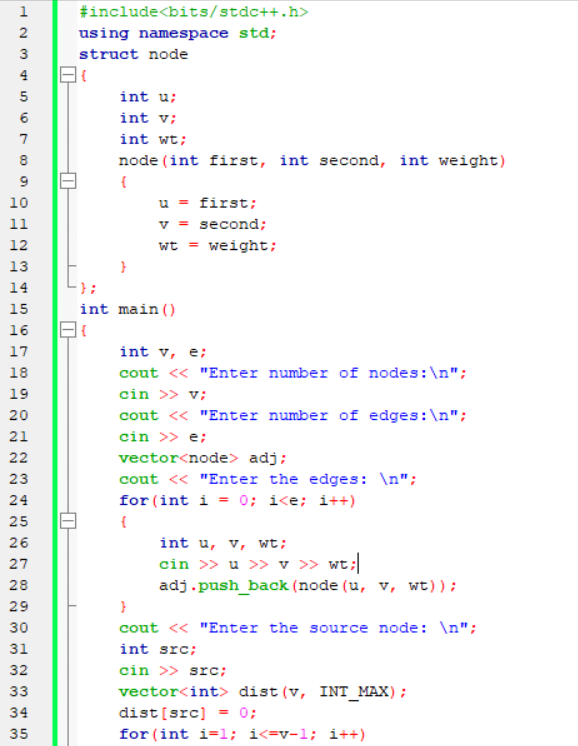 1 #include<bits/stdc++.h>
2 using namespace std;
3 struct node
4 {
5 int u;
6 int v;
7 int wt;
8 node(int first, int second, int weight)
9 {
10 u = first;
11 v = second;
12 wt = weight;
13 }
14 };
15 int main()
16 {
17 int v, e;
18 cout << "Enter number of nodes:\n";
19 cin >> v;
20 cout << "Enter number of edges:\n";
21 cin >> e;
22 vector<node> adj;
23 cout << "Enter the edges: \n";
24 for(int i = 0; i<e; i++)
25 {
26 int u, v, wt;
27 cin >> u >> v >> wt;
28 adj.push_back(node(u, v, wt));
29 }
30 cout << "Enter the source node: \n";
31 int src;
32 cin >> src;
33 vector<int> dist(v, INT_MAX);
34 dist[src] = 0;
35 for(int i=1; i<=v-1; i++)